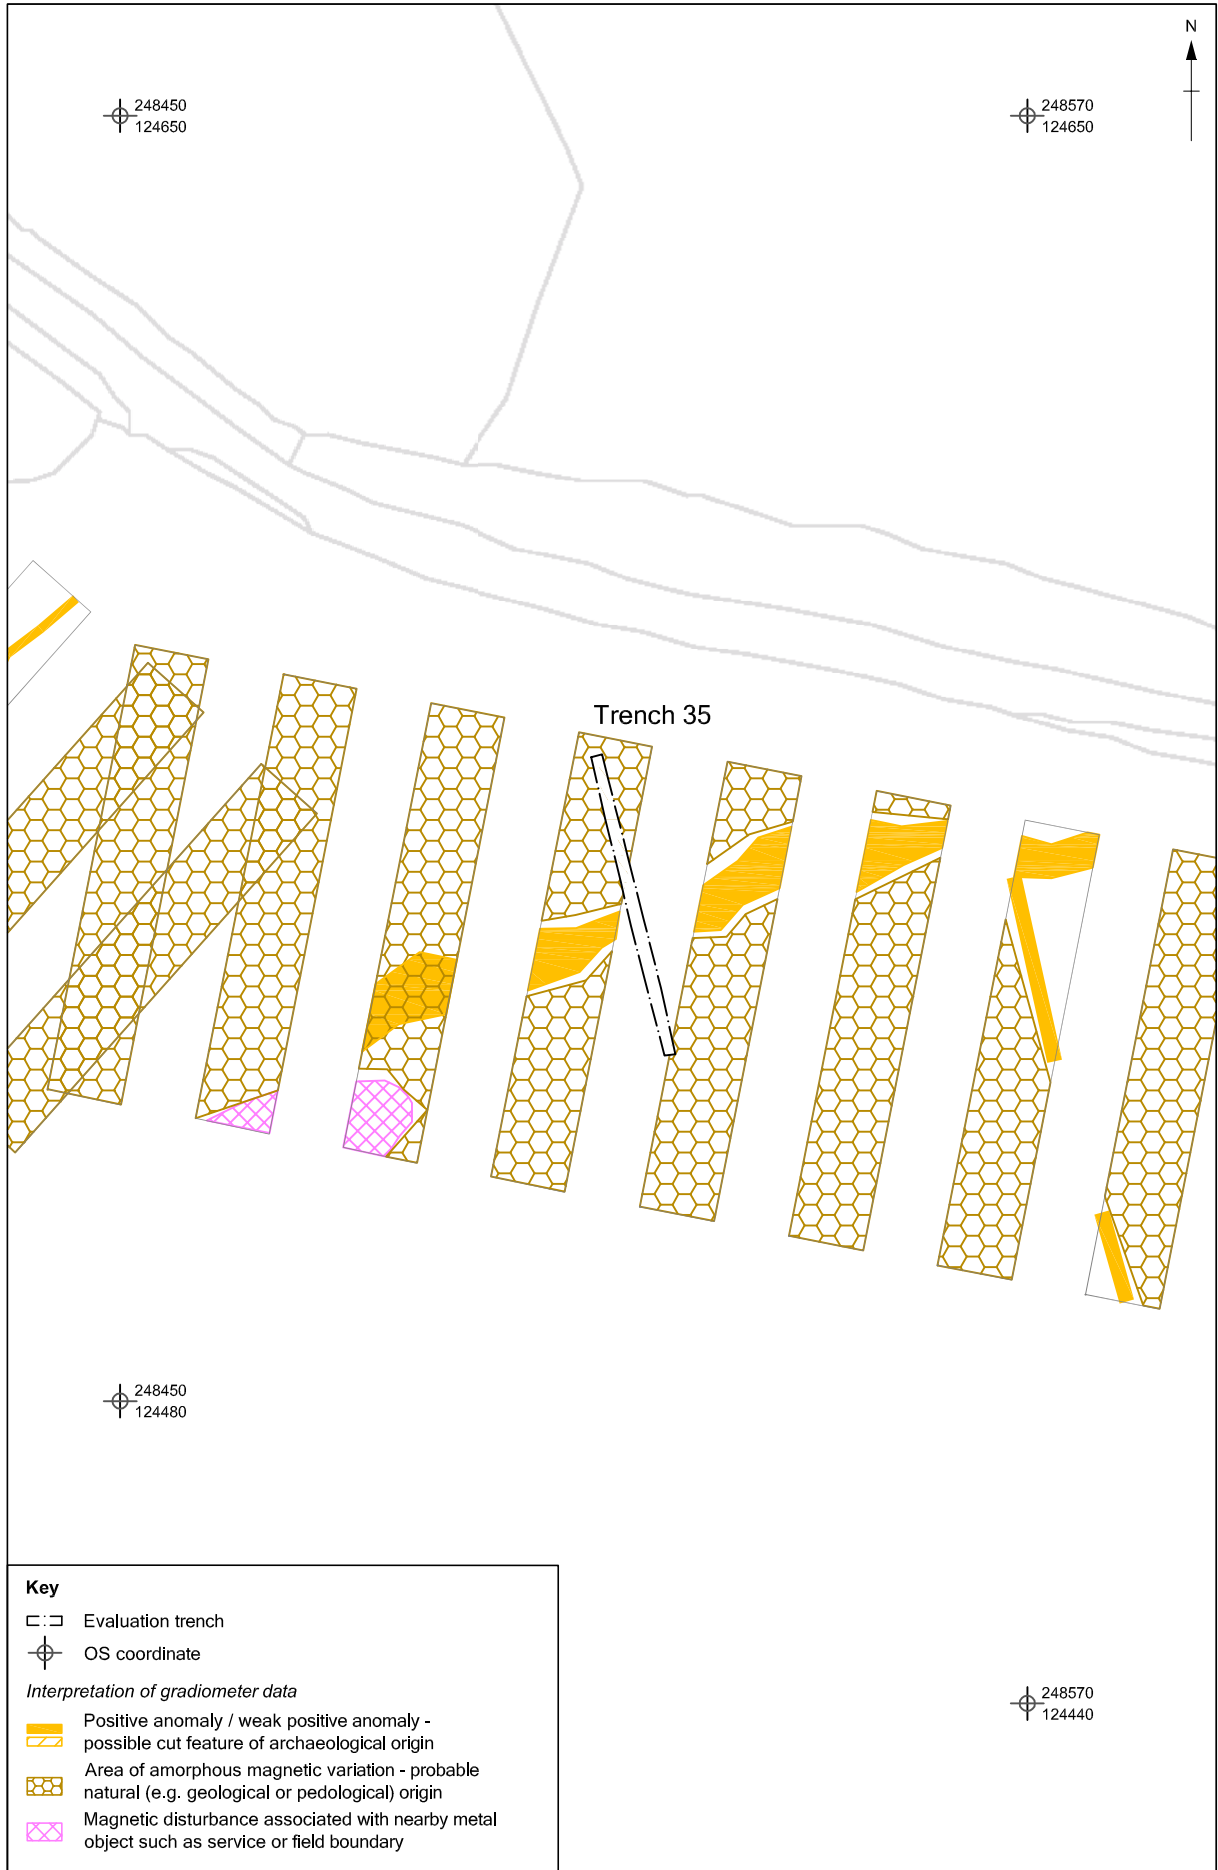 N
248450
124650
248570
124650
Trench 35
248450
124480
248570
124440
Key
Evaluation trench
OS coordinate
Interpretation of gradiometer data
Positive anomaly / weak positive anomaly -
possible cut feature of archaeological origin
Area of amorphous magnetic variation - probable
natural (e.g. geological or pedological) origin
Magnetic disturbance associated with nearby metal
object such as service or field boundary